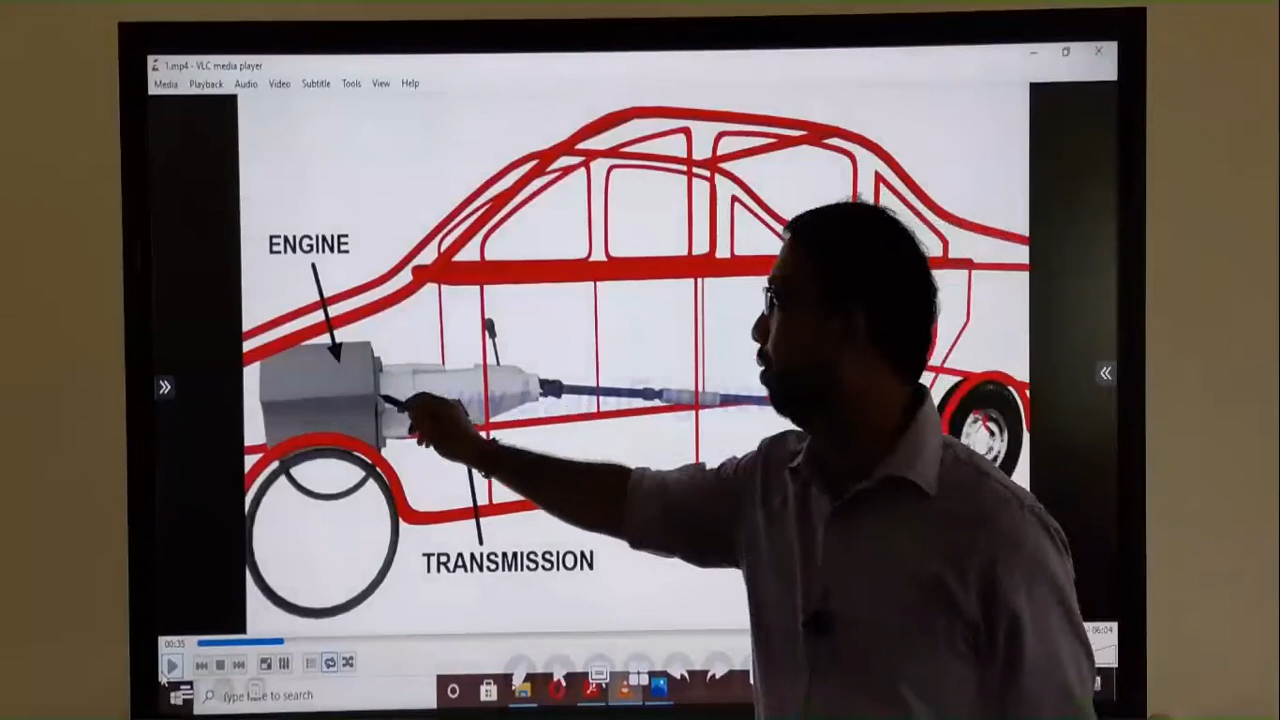 1.mp4 - VLC media player
Media Playback Audio Video Subtitle Tools View Help
ENGINE
TRANSMISSION
00:35
06:04
Type here to search